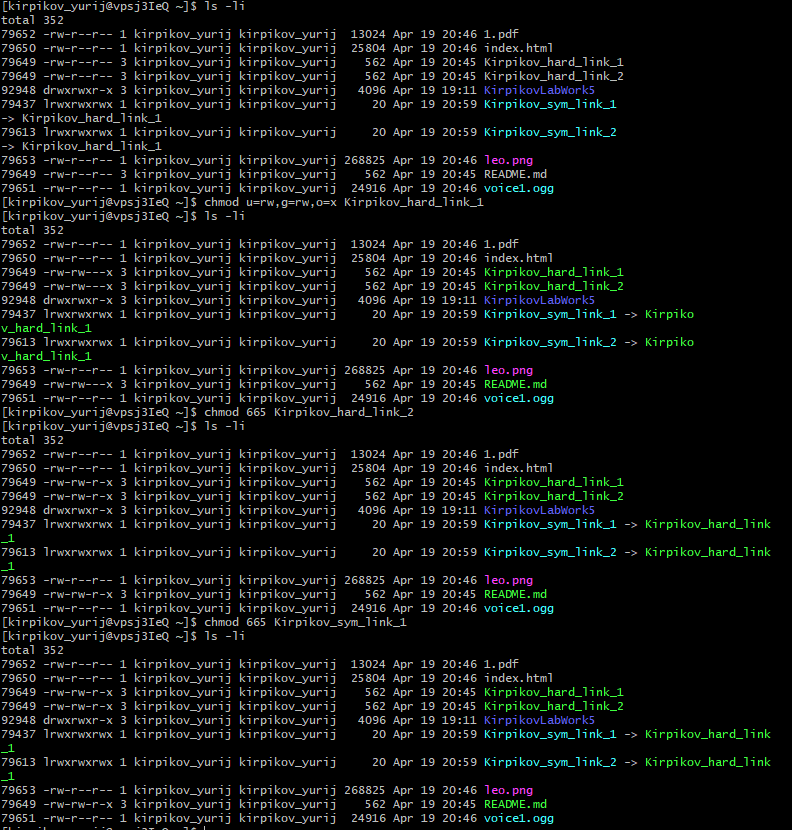 [kirpikov_yurij@vpsj3IeQ ~]$ ls -li
total 352
79652 -rw-r--r-- 1 kirpikov_yurij kirpikov_yurij  13024 Apr 19 20:46 1.pdf
79650 -rw-r--r-- 1 kirpikov_yurij kirpikov_yurij  25804 Apr 19 20:46 index.html
79649 -rw-r--r-- 3 kirpikov_yurij kirpikov_yurij    562 Apr 19 20:45 Kirpikov_hard_link_1
79649 -rw-r--r-- 3 kirpikov_yurij kirpikov_yurij    562 Apr 19 20:45 Kirpikov_hard_link_2
92948 drwxrwxr-x 3 kirpikov_yurij kirpikov_yurij   4096 Apr 19 19:11 KirpikovLabWork5
79437 lrwxrwxrwx 1 kirpikov_yurij kirpikov_yurij     20 Apr 19 20:59 Kirpikov_sym_link_1
-> Kirpikov_hard_link_1
79613 lrwxrwxrwx 1 kirpikov_yurij kirpikov_yurij     20 Apr 19 20:59 Kirpikov_sym_link_2
-> Kirpikov_hard_link_1
79653 -rw-r--r-- 1 kirpikov_yurij kirpikov_yurij 268825 Apr 19 20:46 leo.png
79649 -rw-r--r-- 3 kirpikov_yurij kirpikov_yurij    562 Apr 19 20:45 README.md
79651 -rw-r--r-- 1 kirpikov_yurij kirpikov_yurij  24916 Apr 19 20:46 voice1.ogg
[kirpikov_yurij@vpsj3IeQ ~]$ chmod u=rw,g=rw,o=x Kirpikov_hard_link_1
[kirpikov_yurij@vpsj3IeQ ~]$ ls -li
total 352
79652 -rw-r--r-- 1 kirpikov_yurij kirpikov_yurij  13024 Apr 19 20:46 1.pdf
79650 -rw-r--r-- 1 kirpikov_yurij kirpikov_yurij  25804 Apr 19 20:46 index.html
79649 -rw-rw---x 3 kirpikov_yurij kirpikov_yurij    562 Apr 19 20:45 Kirpikov_hard_link_1
79649 -rw-rw---x 3 kirpikov_yurij kirpikov_yurij    562 Apr 19 20:45 Kirpikov_hard_link_2
92948 drwxrwxr-x 3 kirpikov_yurij kirpikov_yurij   4096 Apr 19 19:11 KirpikovLabWork5
79437 lrwxrwxrwx 1 kirpikov_yurij kirpikov_yurij     20 Apr 19 20:59 Kirpikov_sym_link_1 -> Kirpiko
v_hard_link_1
79613 lrwxrwxrwx 1 kirpikov_yurij kirpikov_yurij     20 Apr 19 20:59 Kirpikov_sym_link_2 -> Kirpiko
v_hard_link_1
79653 -rw-r--r-- 1 kirpikov_yurij kirpikov_yurij 268825 Apr 19 20:46 leo.png
79649 -rw-rw---x 3 kirpikov_yurij kirpikov_yurij    562 Apr 19 20:45 README.md
79651 -rw-r--r-- 1 kirpikov_yurij kirpikov_yurij  24916 Apr 19 20:46 voice1.ogg
[kirpikov_yurij@vpsj3IeQ ~]$ chmod 665 Kirpikov_hard_link_2
[kirpikov_yurij@vpsj3IeQ ~]$ ls -li
total 352
79652 -rw-r--r-- 1 kirpikov_yurij kirpikov_yurij  13024 Apr 19 20:46 1.pdf
79650 -rw-r--r-- 1 kirpikov_yurij kirpikov_yurij  25804 Apr 19 20:46 index.html
79649 -rw-rw-r-x 3 kirpikov_yurij kirpikov_yurij    562 Apr 19 20:45 Kirpikov_hard_link_1
79649 -rw-rw-r-x 3 kirpikov_yurij kirpikov_yurij    562 Apr 19 20:45 Kirpikov_hard_link_2
92948 drwxrwxr-x 3 kirpikov_yurij kirpikov_yurij   4096 Apr 19 19:11 KirpikovLabWork5
79437 lrwxrwxrwx 1 kirpikov_yurij kirpikov_yurij     20 Apr 19 20:59 Kirpikov_sym_link_1 -> Kirpikov_hard_link
_1
79613 lrwxrwxrwx 1 kirpikov_yurij kirpikov_yurij     20 Apr 19 20:59 Kirpikov_sym_link_2 -> Kirpikov_hard_link
_1
79653 -rw-r--r-- 1 kirpikov_yurij kirpikov_yurij 268825 Apr 19 20:46 leo.png
79649 -rw-rw-r-x 3 kirpikov_yurij kirpikov_yurij    562 Apr 19 20:45 README.md
79651 -rw-r--r-- 1 kirpikov_yurij kirpikov_yurij  24916 Apr 19 20:46 voice1.ogg
[kirpikov_yurij@vpsj3IeQ ~]$ chmod 665 Kirpikov_sym_link_1
[kirpikov_yurij@vpsj3IeQ ~]$ ls -li
total 352
79652 -rw-r--r-- 1 kirpikov_yurij kirpikov_yurij  13024 Apr 19 20:46 1.pdf
79650 -rw-r--r-- 1 kirpikov_yurij kirpikov_yurij  25804 Apr 19 20:46 index.html
79649 -rw-rw-r-x 3 kirpikov_yurij kirpikov_yurij    562 Apr 19 20:45 Kirpikov_hard_link_1
79649 -rw-rw-r-x 3 kirpikov_yurij kirpikov_yurij    562 Apr 19 20:45 Kirpikov_hard_link_2
92948 drwxrwxr-x 3 kirpikov_yurij kirpikov_yurij   4096 Apr 19 19:11 KirpikovLabWork5
79437 lrwxrwxrwx 1 kirpikov_yurij kirpikov_yurij     20 Apr 19 20:59 Kirpikov_sym_link_1 -> Kirpikov_hard_link
_1
79613 lrwxrwxrwx 1 kirpikov_yurij kirpikov_yurij     20 Apr 19 20:59 Kirpikov_sym_link_2 -> Kirpikov_hard_link
_1
79653 -rw-r--r-- 1 kirpikov_yurij kirpikov_yurij 268825 Apr 19 20:46 leo.png
79649 -rw-rw-r-x 3 kirpikov_yurij kirpikov_yurij    562 Apr 19 20:45 README.md
79651 -rw-r--r-- 1 kirpikov_yurij kirpikov_yurij  24916 Apr 19 20:46 voice1.ogg